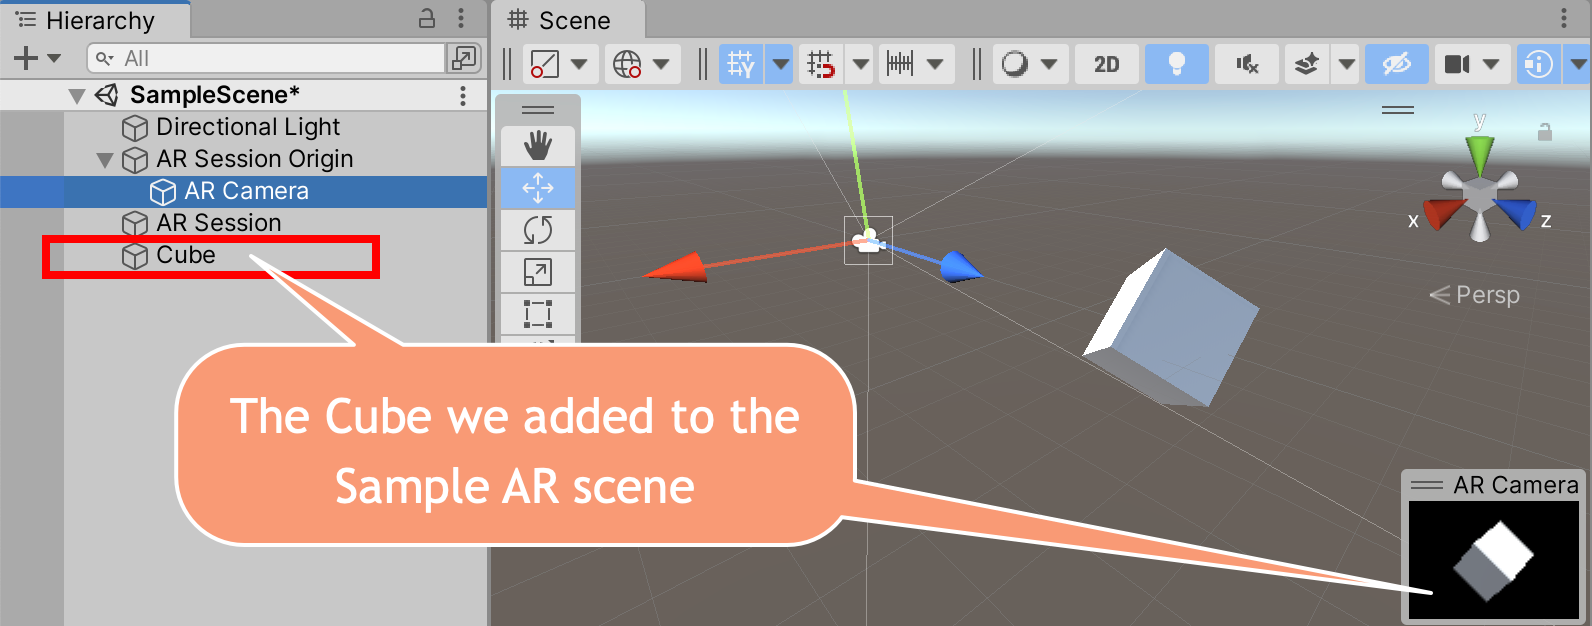 Hierarchy
All
SampleScene*
Directional Light
AR Session Origin
AR Camera
AR Session
Cube
Scene
2D
y
x
z
Persp
The Cube we added to the
Sample AR scene
AR Camera